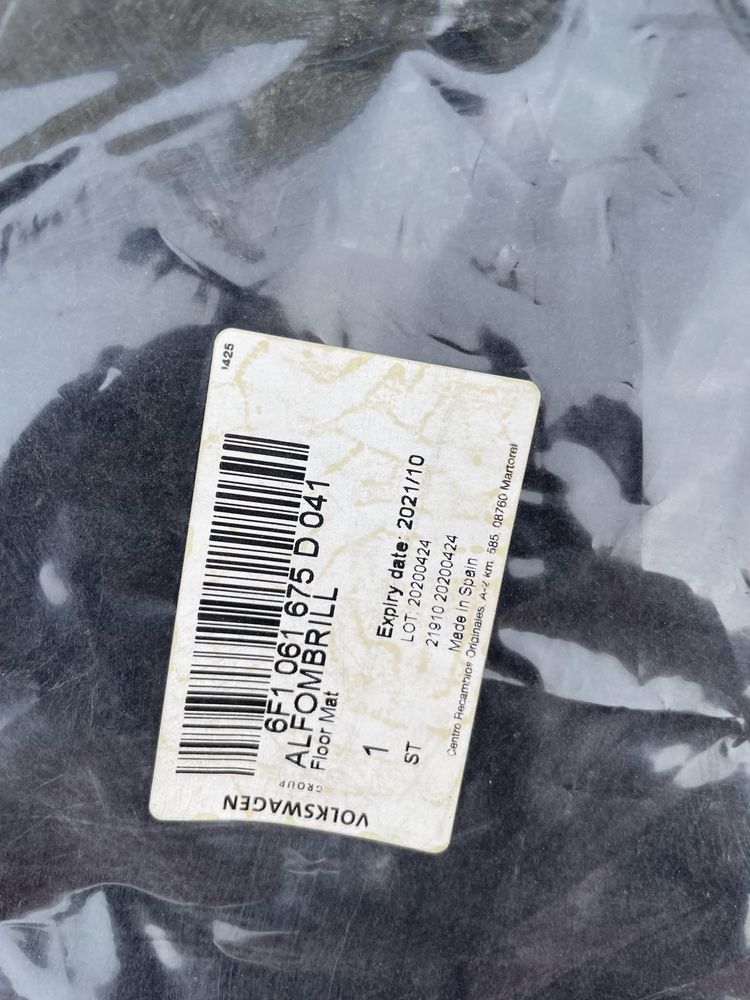 1425
6F1 061 675 D 041
ALFOMBRILL
Floor Mat
Expiry date: 2021/10
LOT: 20200424
21910 20200424
1
ST
Made in Spain
Centro Recambios Originales, A-2 km. 585, 08760 Martorel
VOLKSWAGEN
GROUP